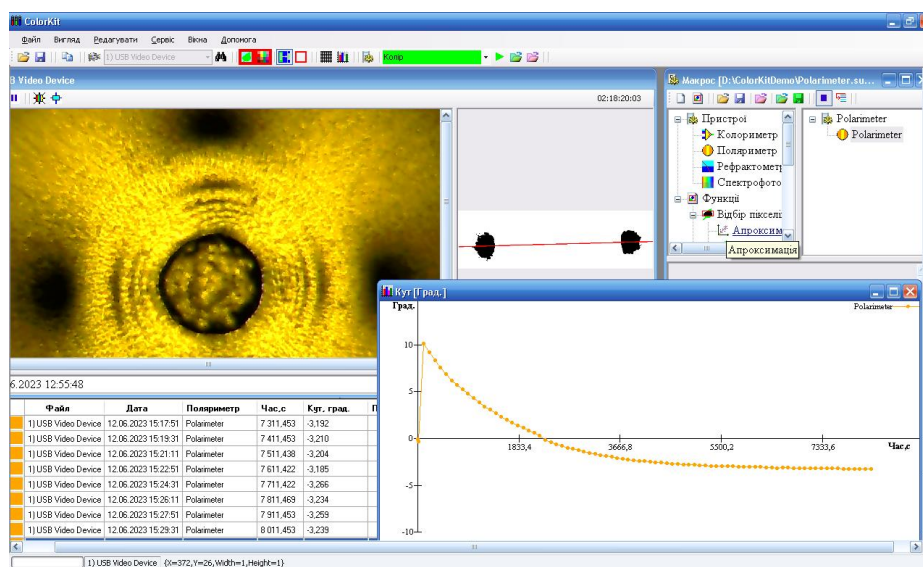 ColorKit
Файл Вигляд Редагувати Сервіс Вікна Допомога
1) USB Video Device Колір
Video Device
02:18:20:03
Макрос [D:\ColorKitDemo\Polarimeter.su...
Пристрої
Колориметр
Поляриметр
Рефрактомет
Спектрофото
Функції
Відбір пікселі
Апроксим
Апроксимація
Polarimeter
Polarimeter
6.2023 12:55:48
Файл Дата Поляриметр Час,с Кут, град.
1) USB Video Device 12.06.2023 15:17:51 Polarimeter 7 311,453 -3,192
1) USB Video Device 12.06.2023 15:19:31 Polarimeter 7 411,453 -3,210
1) USB Video Device 12.06.2023 15:21:11 Polarimeter 7 511,438 -3,204
1) USB Video Device 12.06.2023 15:22:51 Polarimeter 7 611,422 -3,185
1) USB Video Device 12.06.2023 15:24:31 Polarimeter 7 711,422 -3,266
1) USB Video Device 12.06.2023 15:26:11 Polarimeter 7 811,469 -3,234
1) USB Video Device 12.06.2023 15:27:51 Polarimeter 7 911,453 -3,259
1) USB Video Device 12.06.2023 15:29:31 Polarimeter 8 011,453 -3,239
Кут [Град.]
Град.
Polarimeter
10
5
0
-5
-10
1833,4 3666,8 5500,2 7333,6 Час,с
1) USB Video Device {X=372,Y=26,Width=1,Height=1}